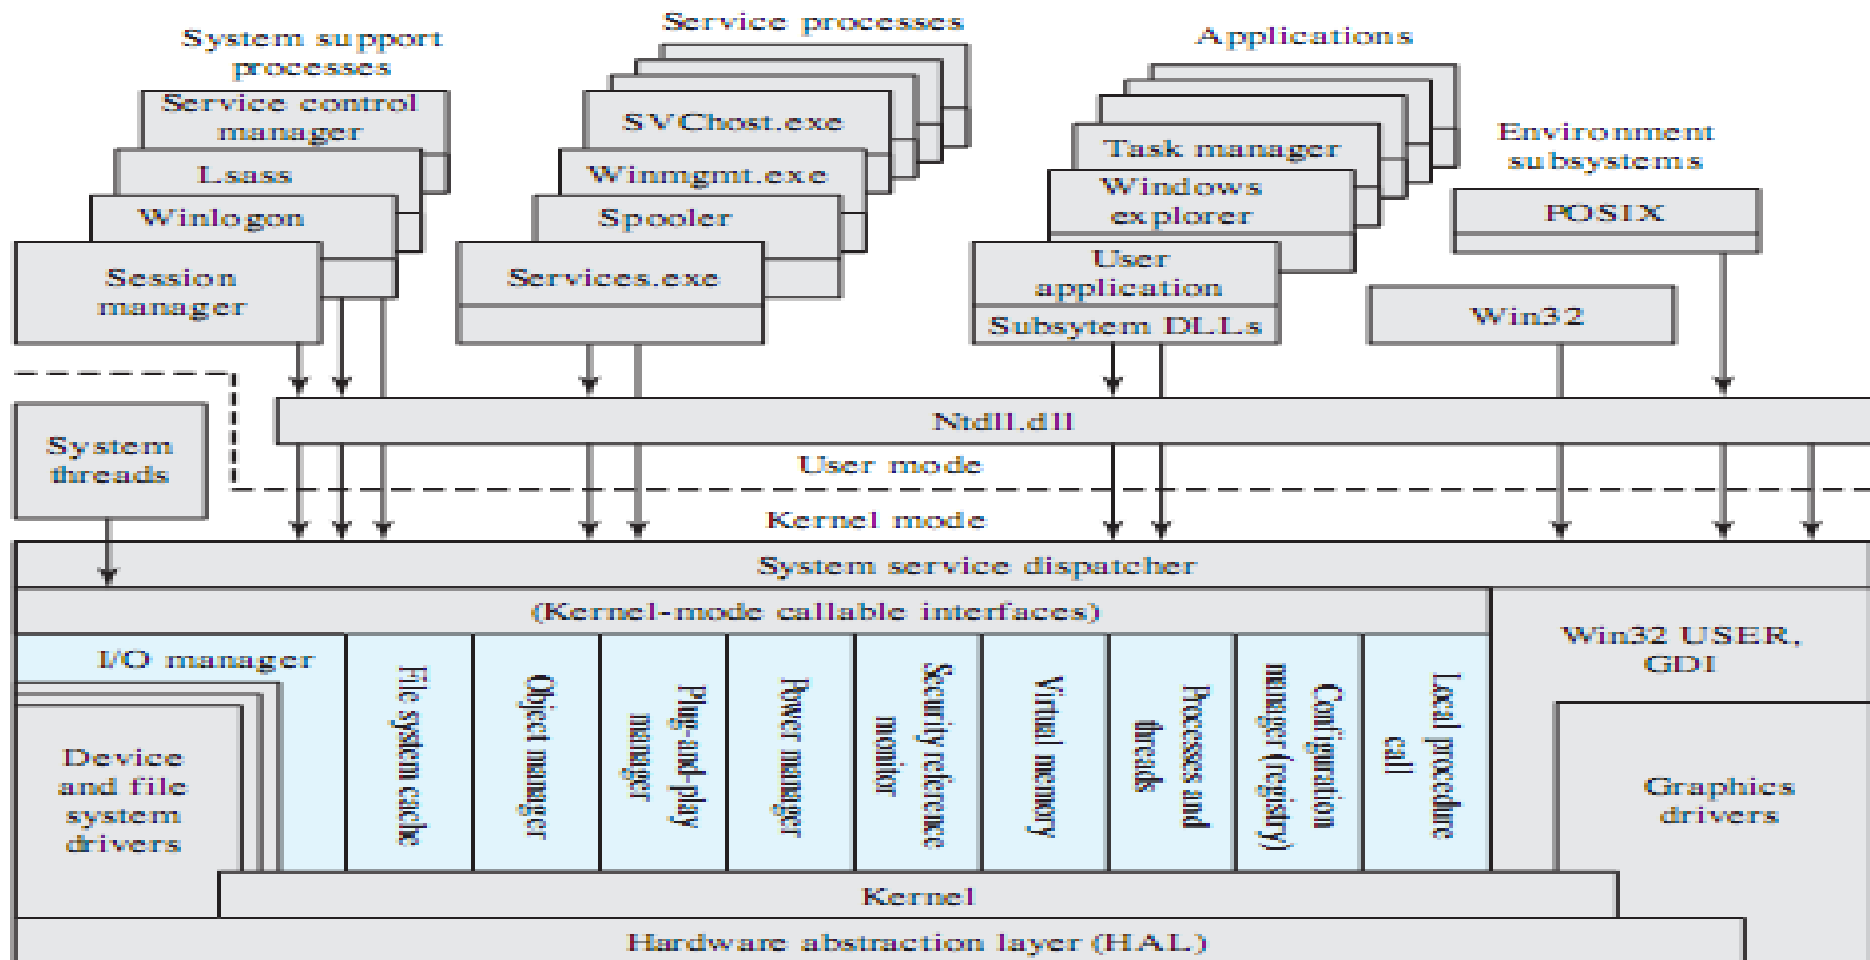 System support
processes
Service control
manager
Lsass
Winlogon
Session
manager
Service processes
SVChost.exe
Winmgmt.exe
Spooler
Services.exe
Applications
Task manager
Windows
explorer
User
application
Subsytem DLLs
Environment
subsystems
POSIX
Win32
System
threads
Ntdll.dll
User mode
Kernel mode
System service dispatcher
(Kernel-mode callable interfaces)
I/O manager
Device
and file
system
drivers
File system cache
Object manager
Plug-and-play
manager
Power manager
Security reference
monitor
Virtual memory
Processes and
threads
Configuration
manager (registry)
Local procedure
call
Win32 USER,
GDI
Graphics
drivers
Kernel
Hardware abstraction layer (HAL)